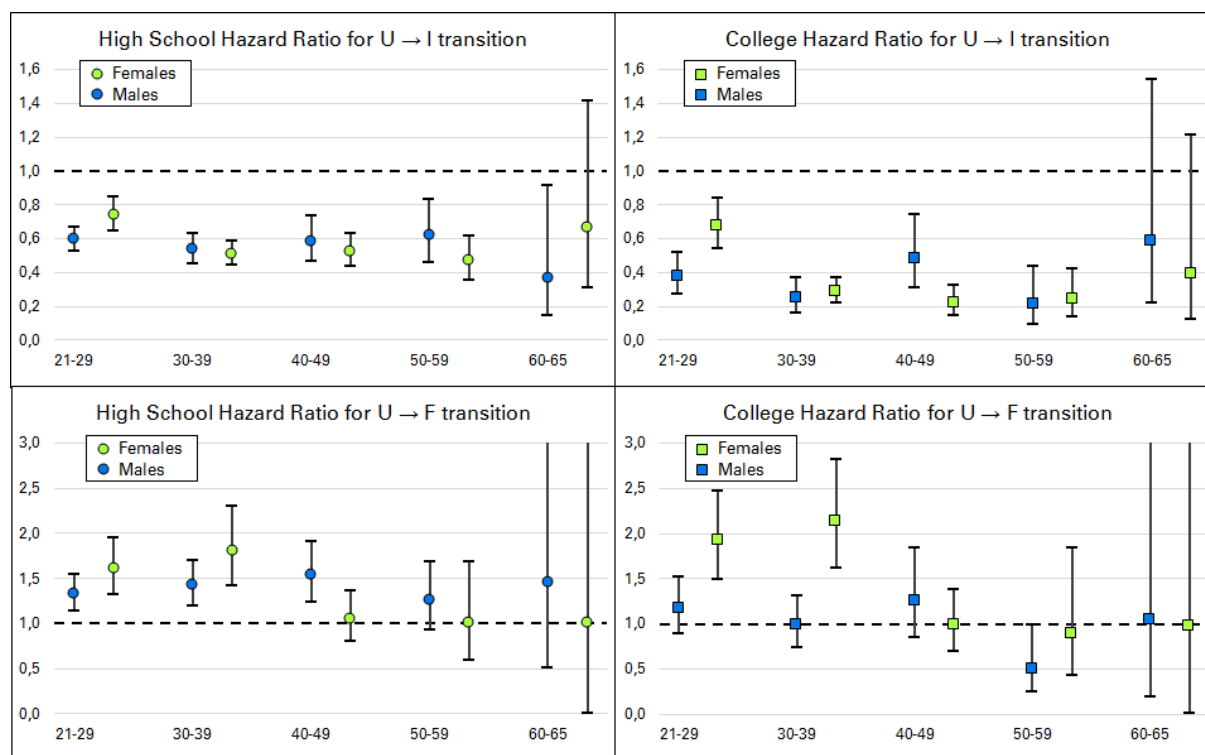 High School Hazard Ratio for U → I transition
1,6
1,4
1,2
1,0
0,8
0,6
0,4
0,2
0,0
Females
Males
21-29 30-39 40-49 50-59 60-65
College Hazard Ratio for U → I transition
1,6
1,4
1,2
1,0
0,8
0,6
0,4
0,2
0,0
Females
Males
21-29 30-39 40-49 50-59 60-65
High School Hazard Ratio for U → F transition
3,0
2,5
2,0
1,5
1,0
0,5
0,0
Females
Males
21-29 30-39 40-49 50-59 60-65
College Hazard Ratio for U → F transition
3,0
2,5
2,0
1,5
1,0
0,5
0,0
Females
Males
21-29 30-39 40-49 50-59 60-65